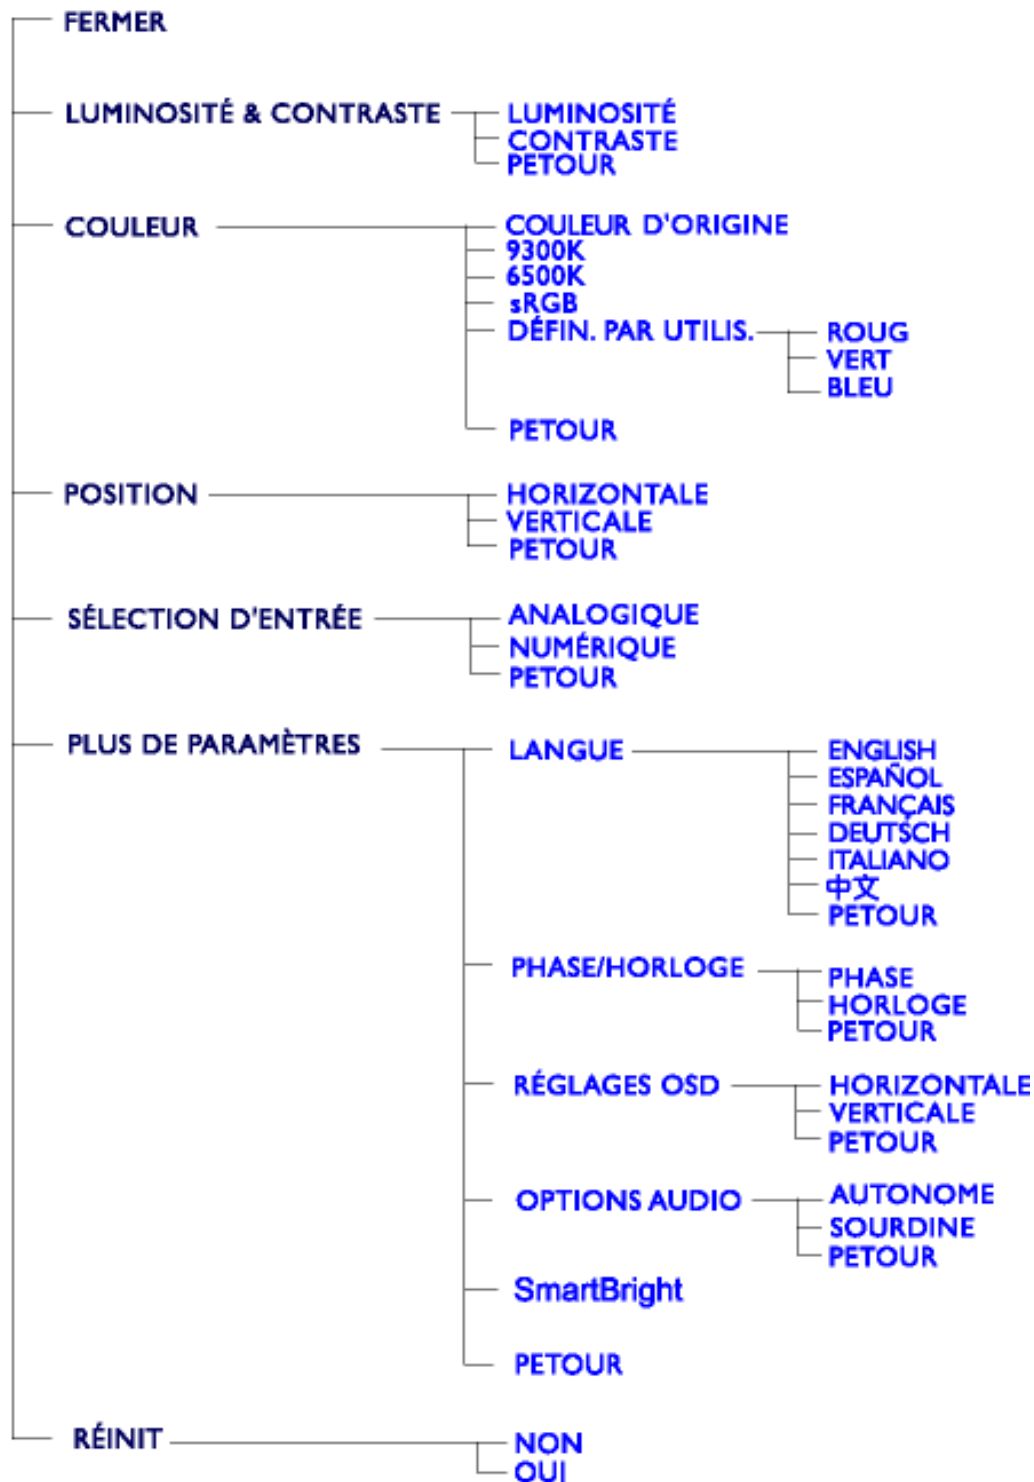 FERMER
LUMINOSITÉ & CONTRASTE
LUMINOSITÉ
CONTRASTE
PETOUR
COULEUR
COULEUR D'ORIGINE
9300K
6500K
sRGB
DÉFIN. PAR UTILIS.
ROUG
VERT
BLEU
PETOUR
POSITION
HORIZONTALE
VERTICALE
PETOUR
SÉLECTION D'ENTRÉE
ANALOGIQUE
NUMÉRIQUE
PETOUR
PLUS DE PARAMÈTRES
LANGUE
ENGLISH
ESPAÑOL
FRANÇAIS
DEUTSCH
ITALIANO
中文
PETOUR
PHASE/HORLOGE
PHASE
HORLOGE
PETOUR
RÉGLAGES OSD
HORIZONTALE
VERTICALE
PETOUR
OPTIONS AUDIO
AUTONOME
SOURDINE
PETOUR
SmartBright
PETOUR
RÉINIT
NON
OUI